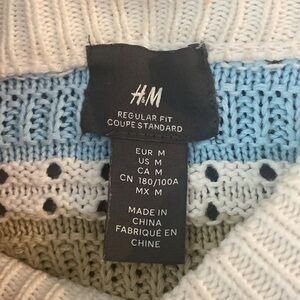 H&M
REGULAR FIT
COUPE STANDARD
EUR M
US M
CA M
CN 180/100A
MX M
MADE IN
CHINA
FABRIQUÉ EN
CHINE